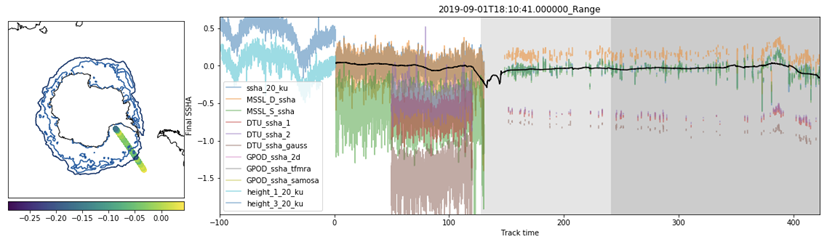 2019-09-01T18:10:41.000000_Range
Final SSHA
0.5
0.0
−0.5
−1.0
−1.5
ssha_20_ku
MSSL_D_ssha
MSSL_S_ssha
DTU_ssha_1
DTU_ssha_2
DTU_ssha_gauss
GPOD_ssha_2d
GPOD_ssha_tfmra
GPOD_ssha_samosa
height_1_20_ku
height_3_20_ku
−100 0 100 200 300 400
Track time
−0.25 −0.20 −0.15 −0.10 −0.05 0.00